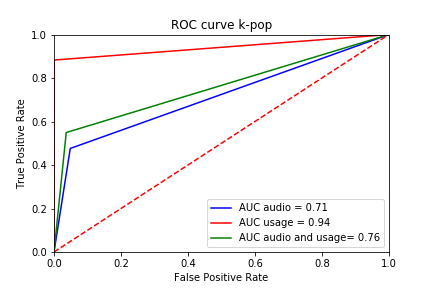 ROC curve k-pop
1.0
0.8
0.6
0.4
0.2
0.0
True Positive Rate
AUC audio = 0.71
AUC usage = 0.94
AUC audio and usage= 0.76
0.0 0.2 0.4 0.6 0.8 1.0
False Positive Rate